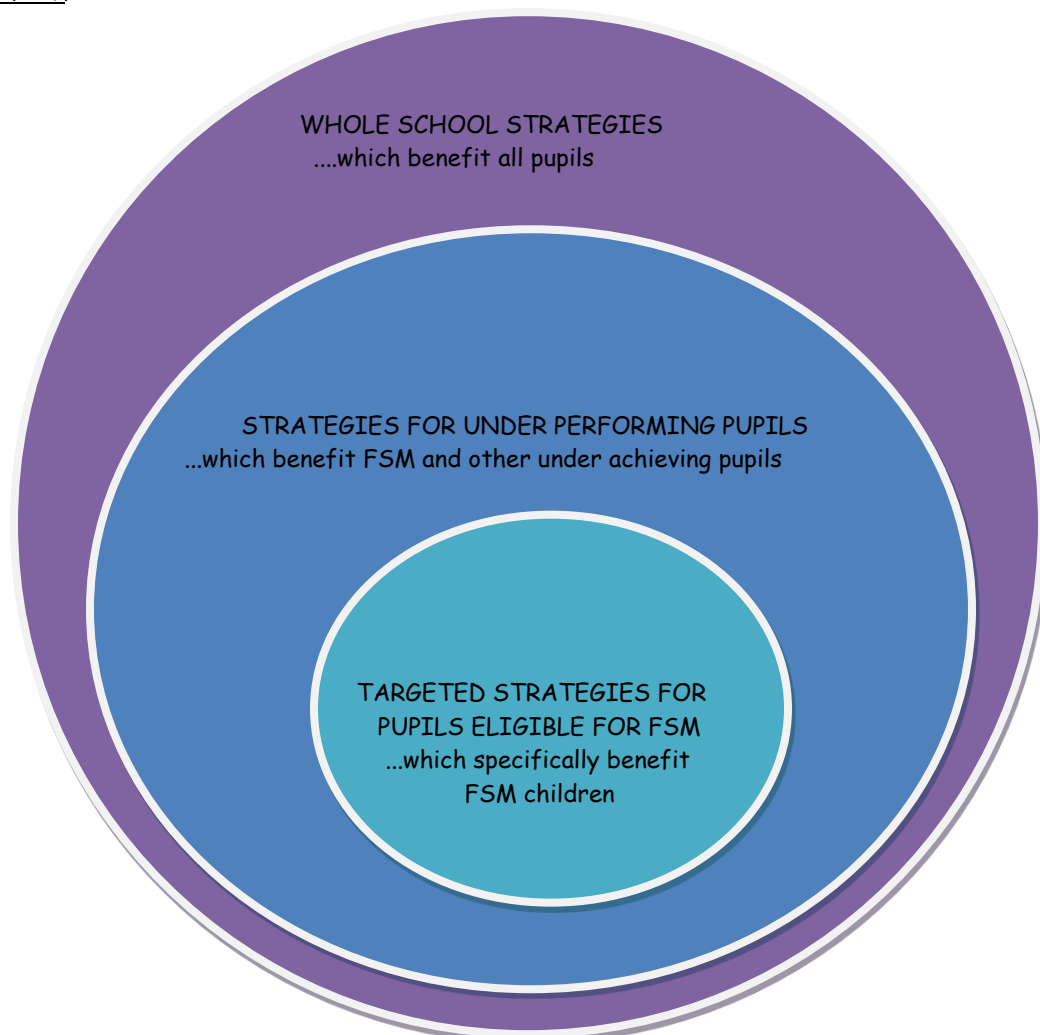 WHOLE SCHOOL STRATEGIES
....which benefit all pupils
STRATEGIES FOR UNDER PERFORMING PUPILS
...which benefit FSM and other under achieving pupils
TARGETED STRATEGIES FOR
PUPILS ELIGIBLE FOR FSM
...which specifically benefit
FSM children